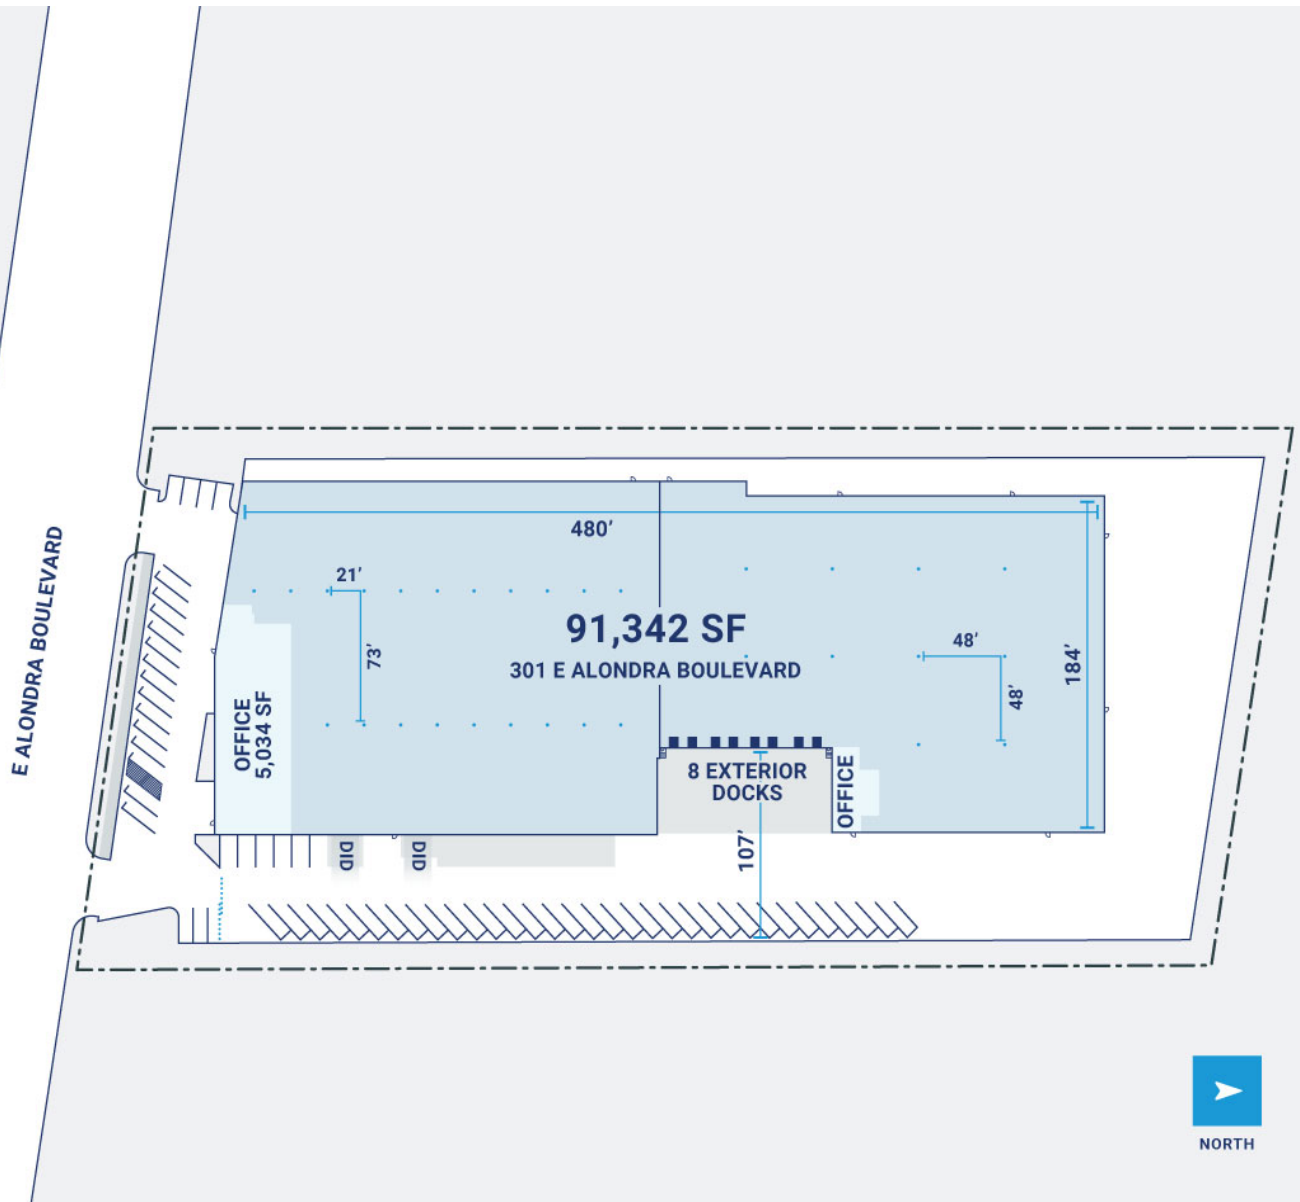 480’
21’
73’
91,342 SF
301 E ALONDRA BOULEVARD
48’
48’
184’
E ALONDRA BOULEVARD
OFFICE
5,034 SF
8 EXTERIOR
DOCKS
OFFICE
DID
DID
107’
NORTH